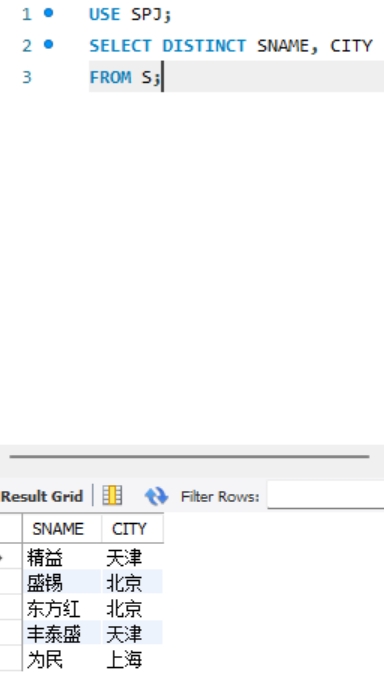 1 USE SPJ;
2 SELECT DISTINCT SNAME, CITY
3 FROM S;
Result Grid Filter Rows:
SNAME CITY
精益 天津
盛锡 北京
东方红 北京
丰泰盛 天津
为民 上海